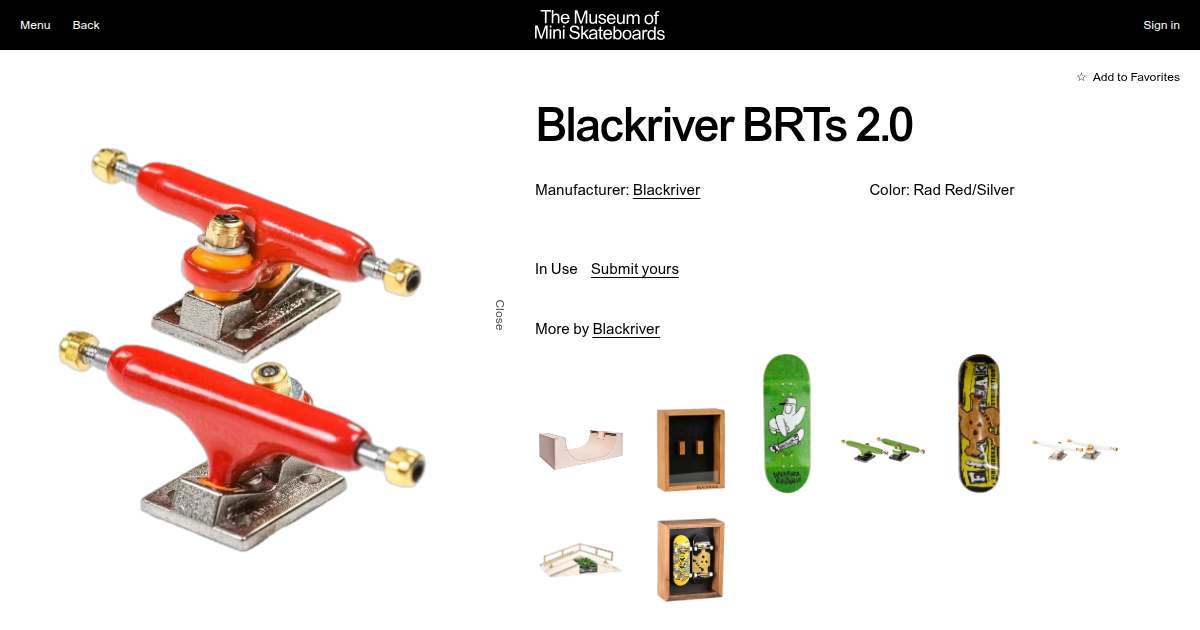 Menu
Back
The Museum of
Mini Skateboards
Sign in
☆ Add to Favorites
Blackriver BRTs 2.0
Manufacturer: Blackriver
Color: Rad Red/Silver
In Use Submit yours
Close
More by Blackriver